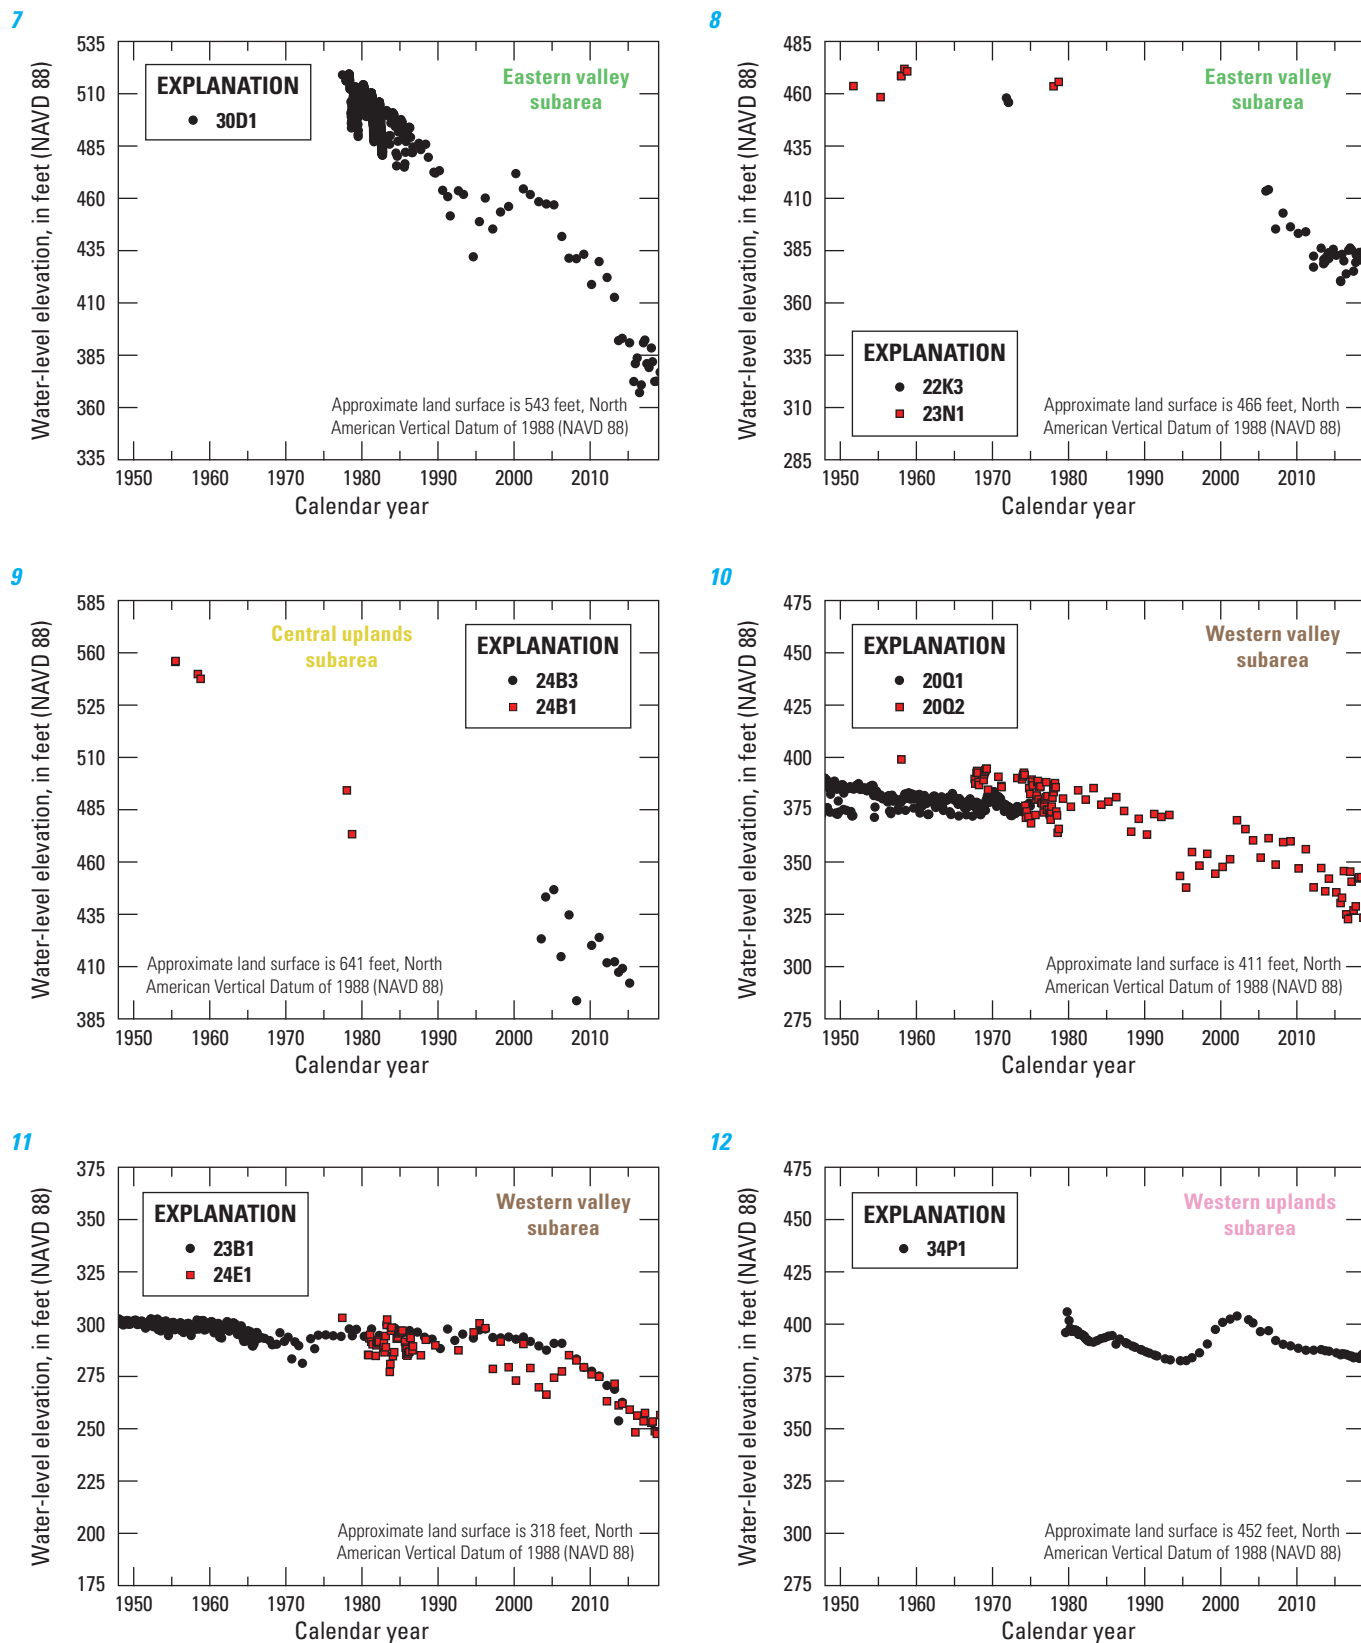 7
535
510
485
460
435
410
385
360
335
Water-level elevation, in feet (NAVD 88)
EXPLANATION
30D1
Eastern valley
subarea
Approximate land surface is 543 feet, North
American Vertical Datum of 1988 (NAVD 88)
1950 1960 1970 1980 1990 2000 2010
Calendar year
8
485
460
435
410
385
360
335
310
285
Water-level elevation, in feet (NAVD 88)
Eastern valley
subarea
EXPLANATION
22K3
23N1
Approximate land surface is 466 feet, North
American Vertical Datum of 1988 (NAVD 88)
1950 1960 1970 1980 1990 2000 2010
Calendar year
9
585
560
525
510
485
460
435
410
385
Water-level elevation, in feet (NAVD 88)
Central uplands
subarea
EXPLANATION
24B3
24B1
Approximate land surface is 641 feet, North
American Vertical Datum of 1988 (NAVD 88)
1950 1960 1970 1980 1990 2000 2010
Calendar year
10
475
450
425
400
375
350
325
300
275
Water-level elevation, in feet (NAVD 88)
EXPLANATION
20Q1
20Q2
Western valley
subarea
Approximate land surface is 411 feet, North
American Vertical Datum of 1988 (NAVD 88)
1950 1960 1970 1980 1990 2000 2010
Calendar year
11
375
350
325
300
275
250
225
200
175
Water-level elevation, in feet (NAVD 88)
EXPLANATION
23B1
24E1
Western valley
subarea
Approximate land surface is 318 feet, North
American Vertical Datum of 1988 (NAVD 88)
1950 1960 1970 1980 1990 2000 2010
Calendar year
12
475
450
425
400
375
350
325
300
275
Water-level elevation, in feet (NAVD 88)
EXPLANATION
34P1
Western uplands
subarea
Approximate land surface is 452 feet, North
American Vertical Datum of 1988 (NAVD 88)
1950 1960 1970 1980 1990 2000 2010
Calendar year